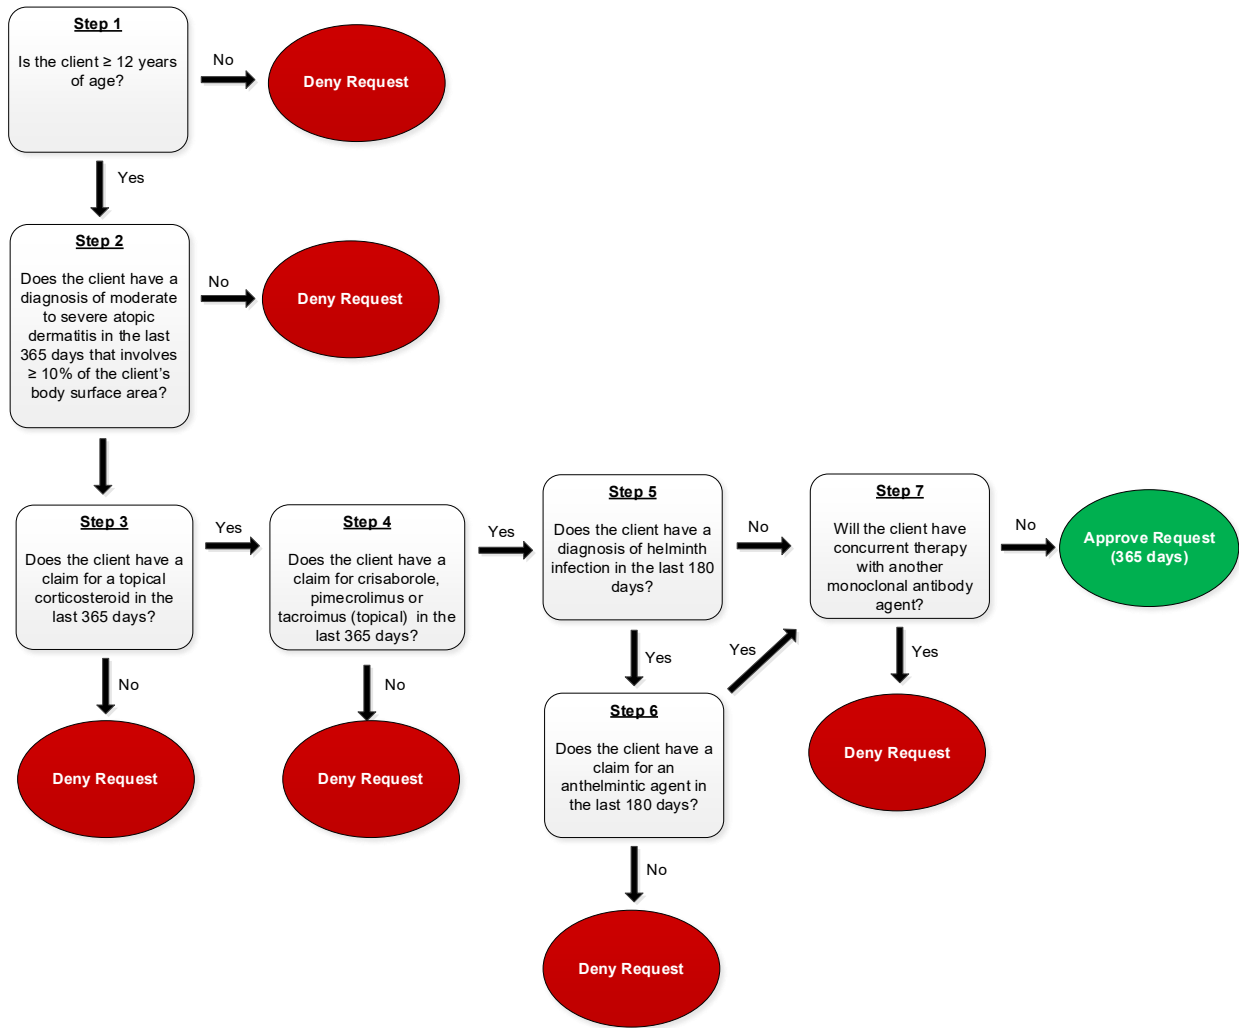 Step 1
Is the client ≥ 12 years
of age?
No
Deny Request
Yes
Step 2
Does the client have a
diagnosis of moderate
to severe atopic
dermatitis in the last
365 days that involves
≥ 10% of the client’s
body surface area?
No
Deny Request
Step 3
Does the client have a
claim for a topical
corticosteroid in the
last 365 days?
Yes
No
Deny Request
Step 4
Does the client have a
claim for crisaborole,
pimecrolimus or
tacroimus (topical)  in
the last 365 days?
Yes
No
Deny Request
Step 5
Does the client have a
diagnosis of helminth
infection in the last 180
days?
No
Yes
Step 6
Does the client have a
claim for an
anthelmintic agent in
the last 180 days?
Yes
No
Deny Request
Step 7
Will the client have
concurrent therapy
with another
monoclonal antibody
agent?
No
Yes
Deny Request
Approve Request
(365 days)